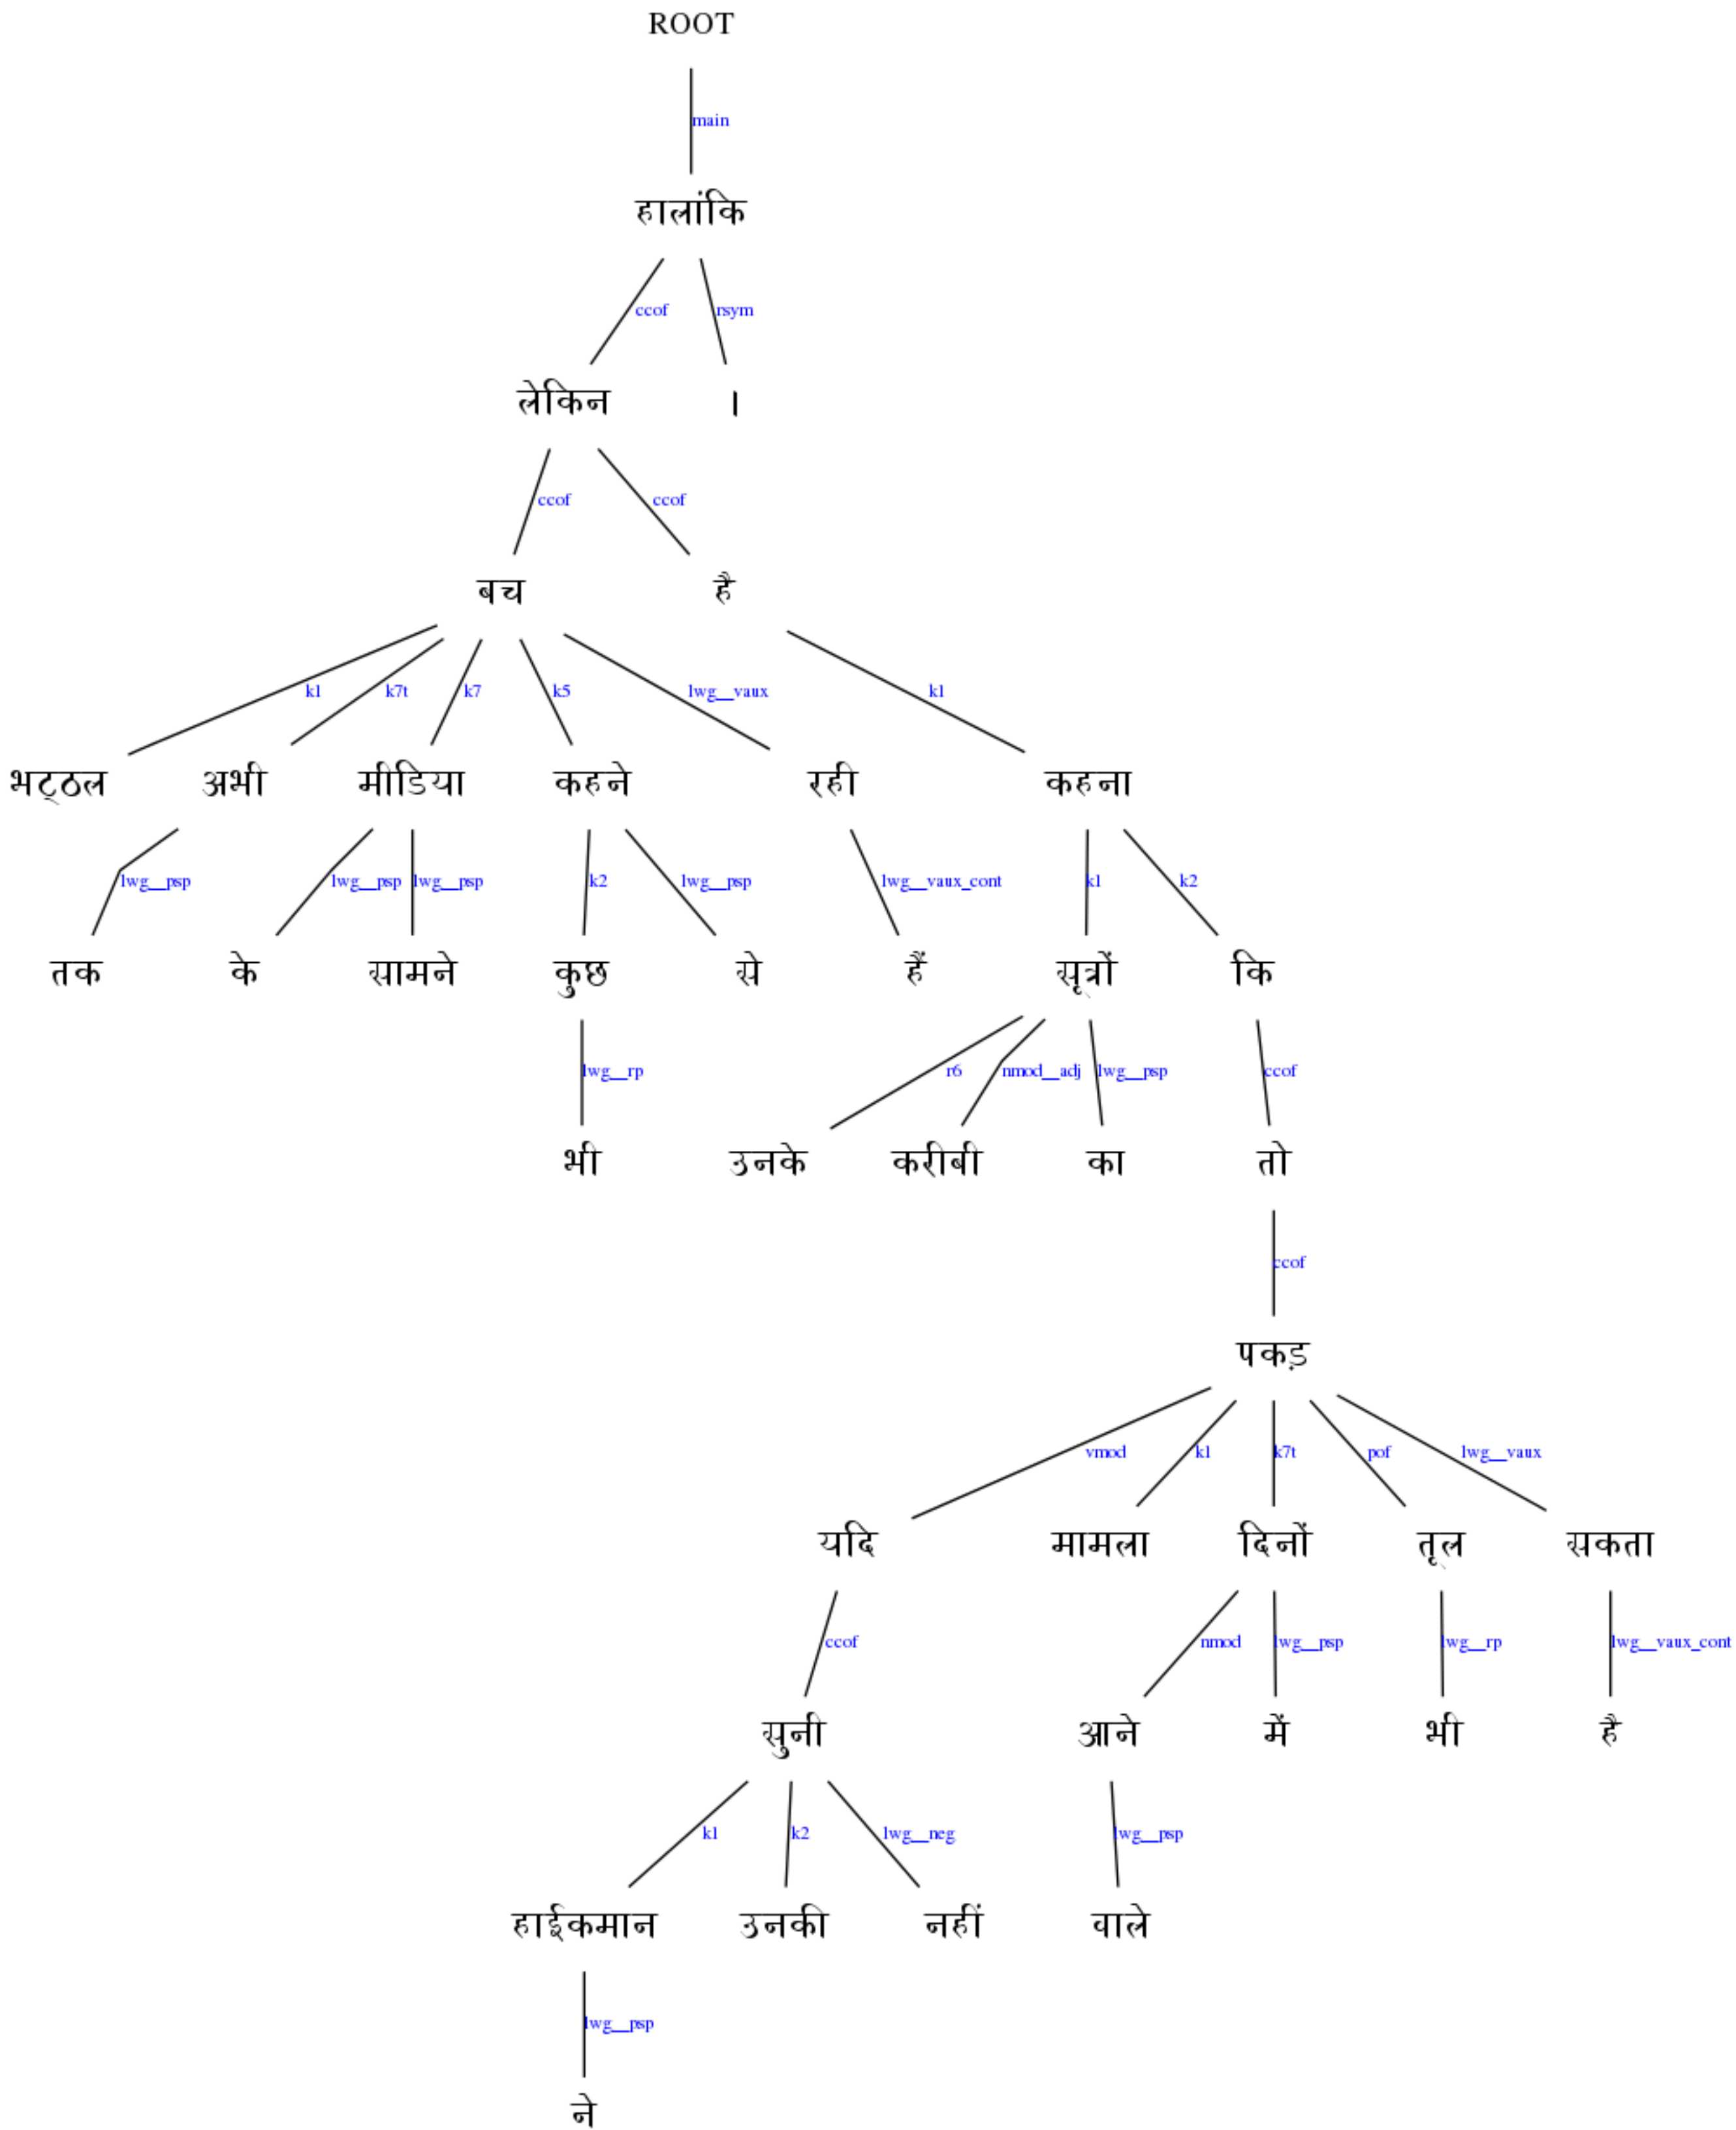 ROOT
main
हालांकि
ccof rsym
लेकिन ।
ccof ccof
बच है
k1 k7t k7 k5 lwg__vaux k1
भट्ठल अभी मीडिया कहने रही कहना
lwg__psp lwg__psp lwg__psp k2 lwg__psp lwg__vaux_cont k1 k2
तक के सामने कुछ से हैं सूत्रों कि
lwg__rp r6 nmod__adj lwg__psp ccof
भी उनके करीबी का तो
ccof
पकड़
vmod k1 k7t pof lwg__vaux
यदि मामला दिनों तूल सकता
ccof nmod lwg__psp lwg__rp lwg__vaux_cont
सुनी आने में भी है
k1 k2 lwg__neg lwg__psp
हाईकमान उनकी नहीं वाले
lwg__psp
ने